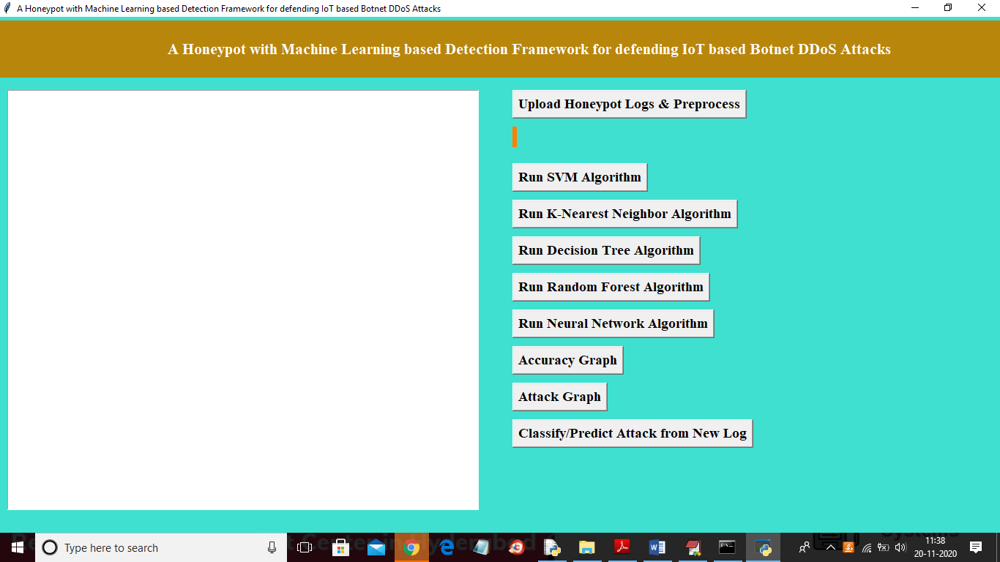 A Honeypot with Machine Learning based Detection Framework for defending IoT based Botnet DDoS Attacks
A Honeypot with Machine Learning based Detection Framework for defending IoT based Botnet DDoS Attacks
Upload Honeypot Logs & Preprocess
Run SVM Algorithm
Run K-Nearest Neighbor Algorithm
Run Decision Tree Algorithm
Run Random Forest Algorithm
Run Neural Network Algorithm
Accuracy Graph
Attack Graph
Classify/Predict Attack from New Log
Type here to search
11:38
20-11-2020